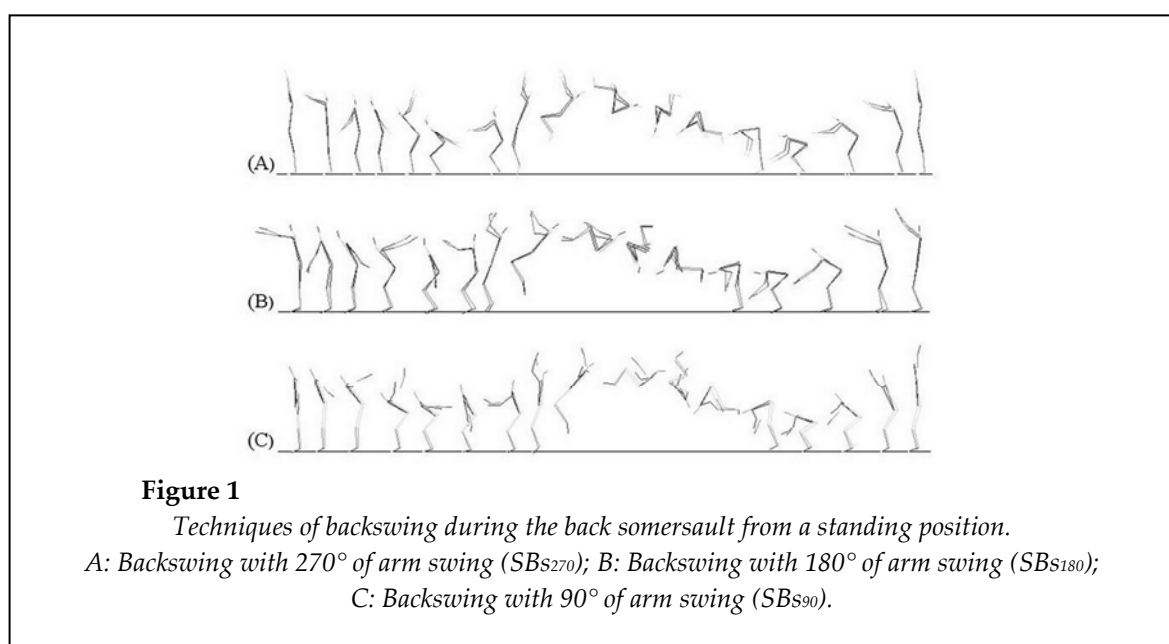 (A)
(B)
(C)
Figure 1
Techniques of backswing during the back somersault from a standing position.
A: Backswing with 270° of arm swing (SBs270); B: Backswing with 180° of arm swing (SBs180);
C: Backswing with 90° of arm swing (SBs90).